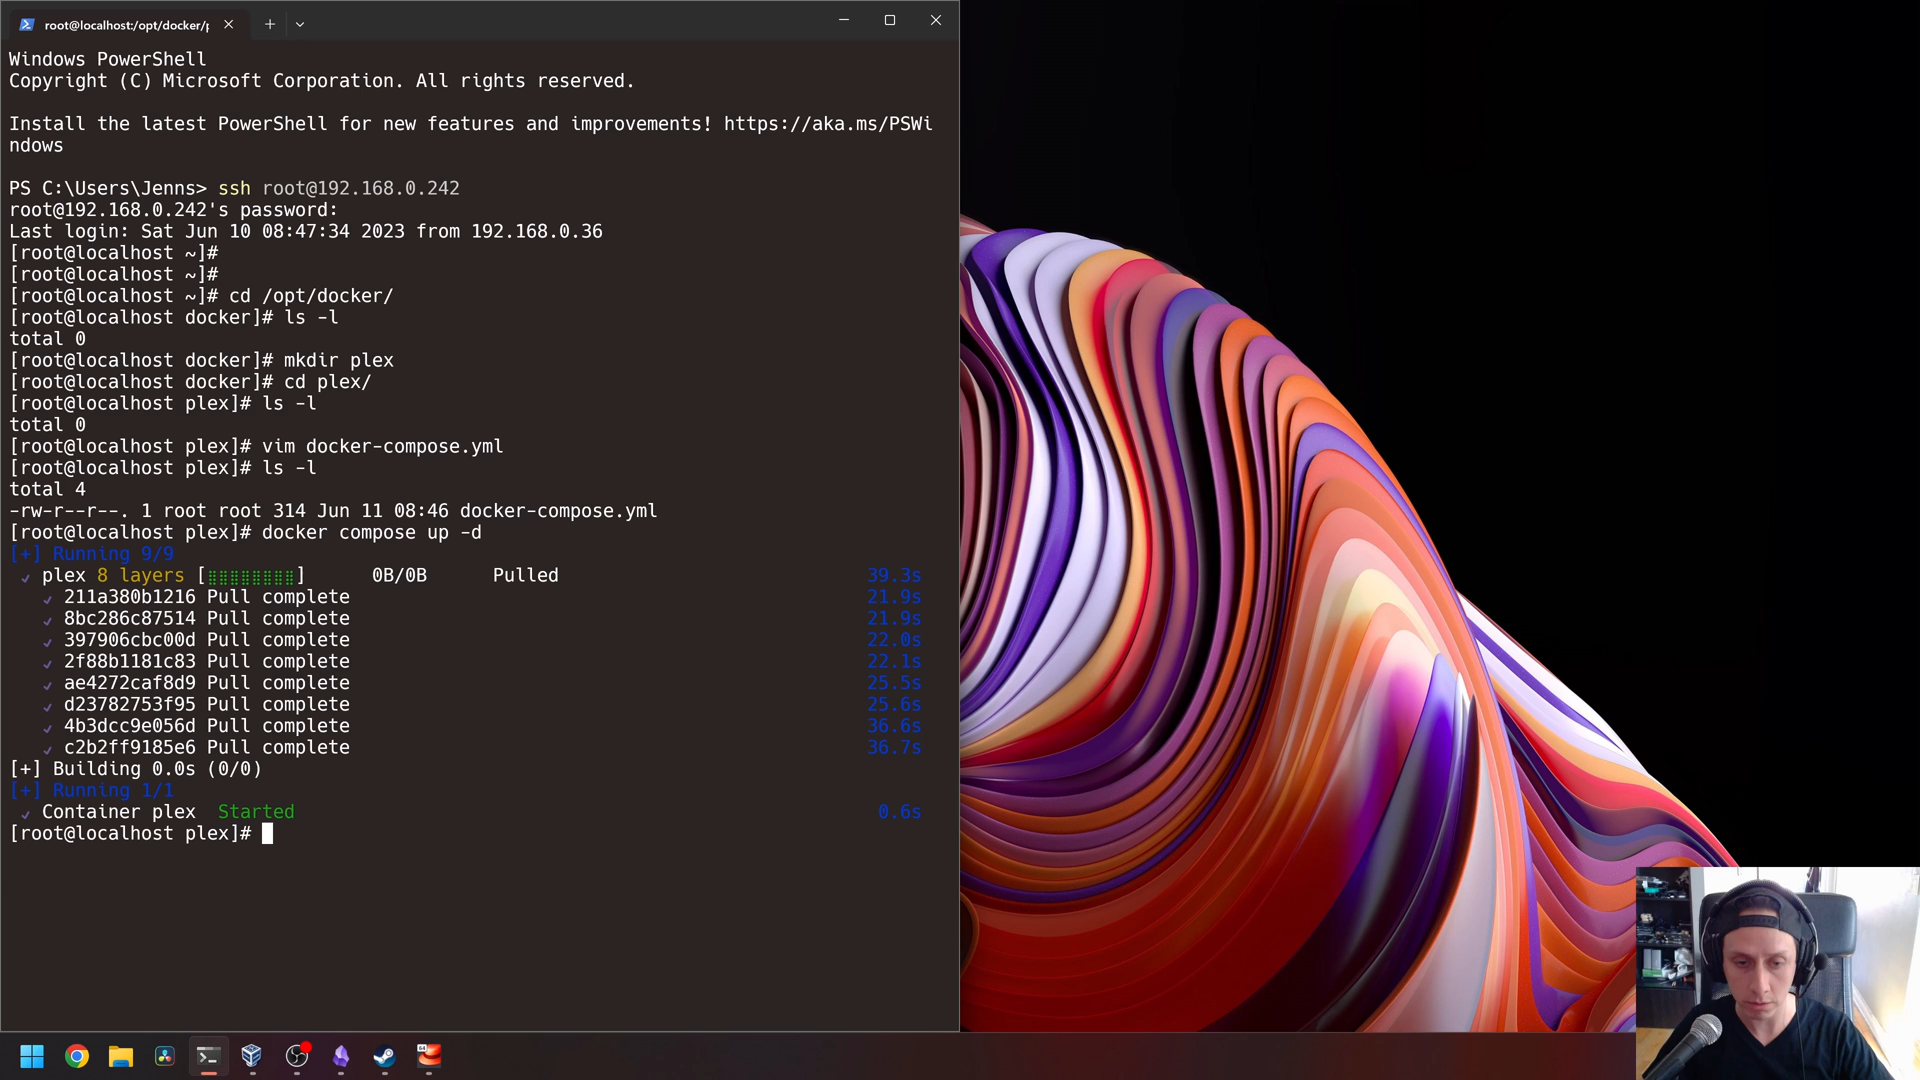 root@localhost:/opt/docker/p
Windows PowerShell
Copyright (C) Microsoft Corporation. All rights reserved.
Install the latest PowerShell for new features and improvements! https://aka.ms/PSWi
ndows
PS C:\Users\Jenns> ssh root@192.168.0.242
root@192.168.0.242's password:
Last login: Sat Jun 10 08:47:34 2023 from 192.168.0.36
[root@localhost ~]#
[root@localhost ~]#
[root@localhost ~]# cd /opt/docker/
[root@localhost docker]# ls -l
total 0
[root@localhost docker]# mkdir plex
[root@localhost docker]# cd plex/
[root@localhost plex]# ls -l
total 0
[root@localhost plex]# vim docker-compose.yml
[root@localhost plex]# ls -l
total 4
-rw-r--r--. 1 root root 314 Jun 11 08:46 docker-compose.yml
[root@localhost plex]# docker compose up -d
[+] Running 9/9
✓ plex 8 layers [⣿⣿⣿⣿⣿⣿⣿⣿] 0B/0B Pulled 39.3s
✓ 211a380b1216 Pull complete 21.9s
✓ 8bc286c87514 Pull complete 21.9s
✓ 397906cbc00d Pull complete 22.0s
✓ 2f88b1181c83 Pull complete 22.1s
✓ ae4272caf8d9 Pull complete 25.5s
✓ d23782753f95 Pull complete 25.6s
✓ 4b3dcc9e056d Pull complete 36.6s
✓ c2b2ff9185e6 Pull complete 36.7s
[+] Building 0.0s (0/0)
[+] Running 1/1
✓ Container plex Started 0.6s
[root@localhost plex]#